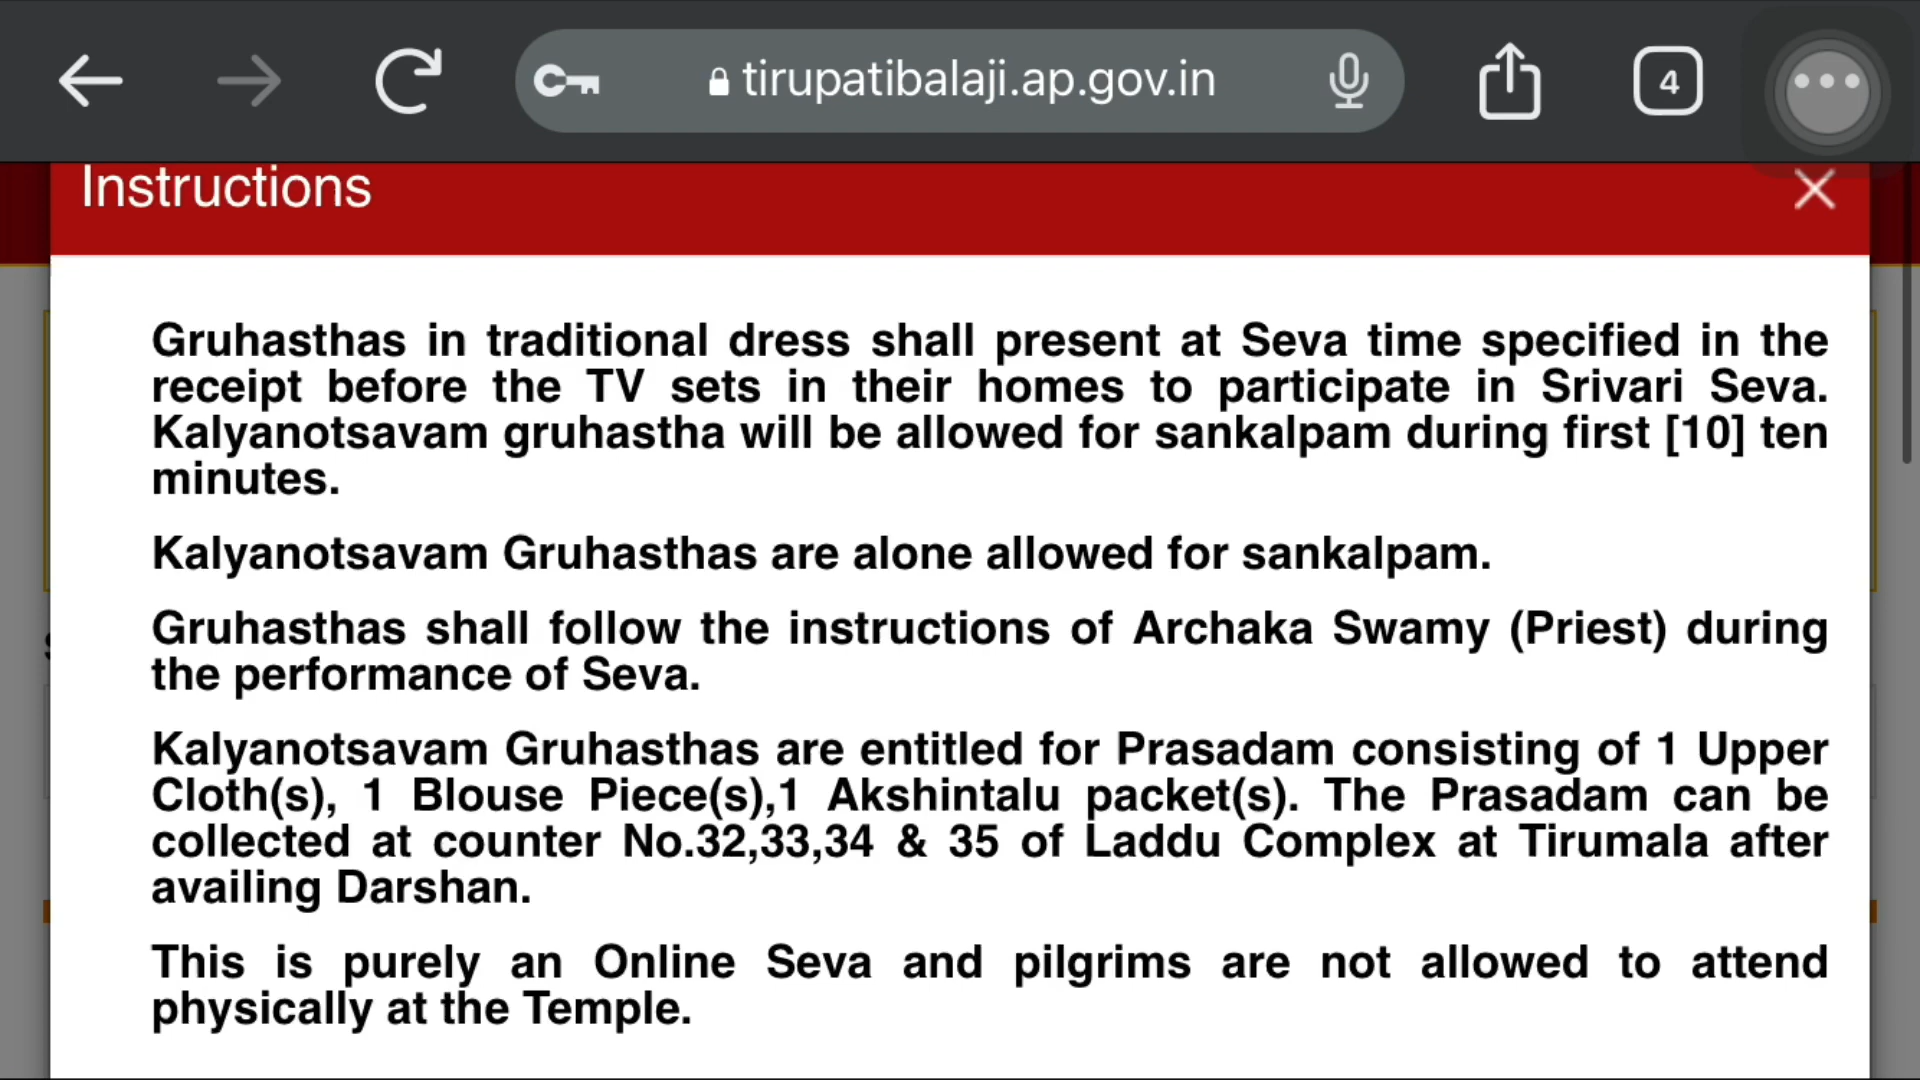 tirupatibalaji.ap.gov.in
4
Instructions
Gruhasthas in traditional dress shall present at Seva time specified in the
receipt before the TV sets in their homes to participate in Srivari Seva.
Kalyanotsavam gruhastha will be allowed for sankalpam during first [10] ten
minutes.
Kalyanotsavam Gruhasthas are alone allowed for sankalpam.
Gruhasthas shall follow the instructions of Archaka Swamy (Priest) during
the performance of Seva.
Kalyanotsavam Gruhasthas are entitled for Prasadam consisting of 1 Upper
Cloth(s), 1 Blouse Piece(s),1 Akshintalu packet(s). The Prasadam can be
collected at counter No.32,33,34 & 35 of Laddu Complex at Tirumala after
availing Darshan.
This is purely an Online Seva and pilgrims are not allowed to attend
physically at the Temple.